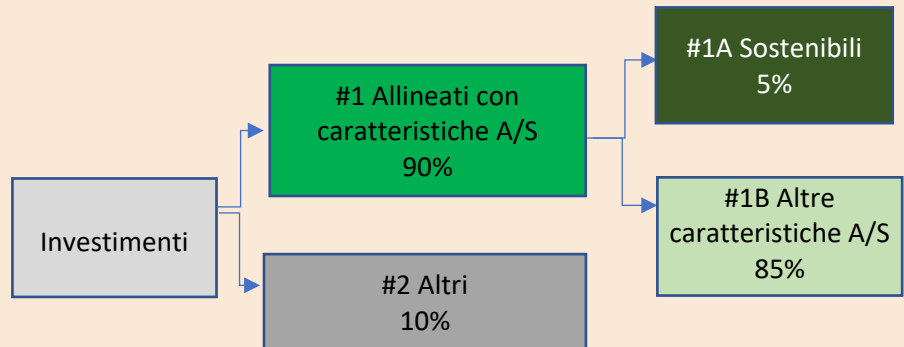 Investimenti
#1 Allineati con
caratteristiche A/S
90%
#2 Altri
10%
#1A Sostenibili
5%
#1B Altre
caratteristiche A/S
85%